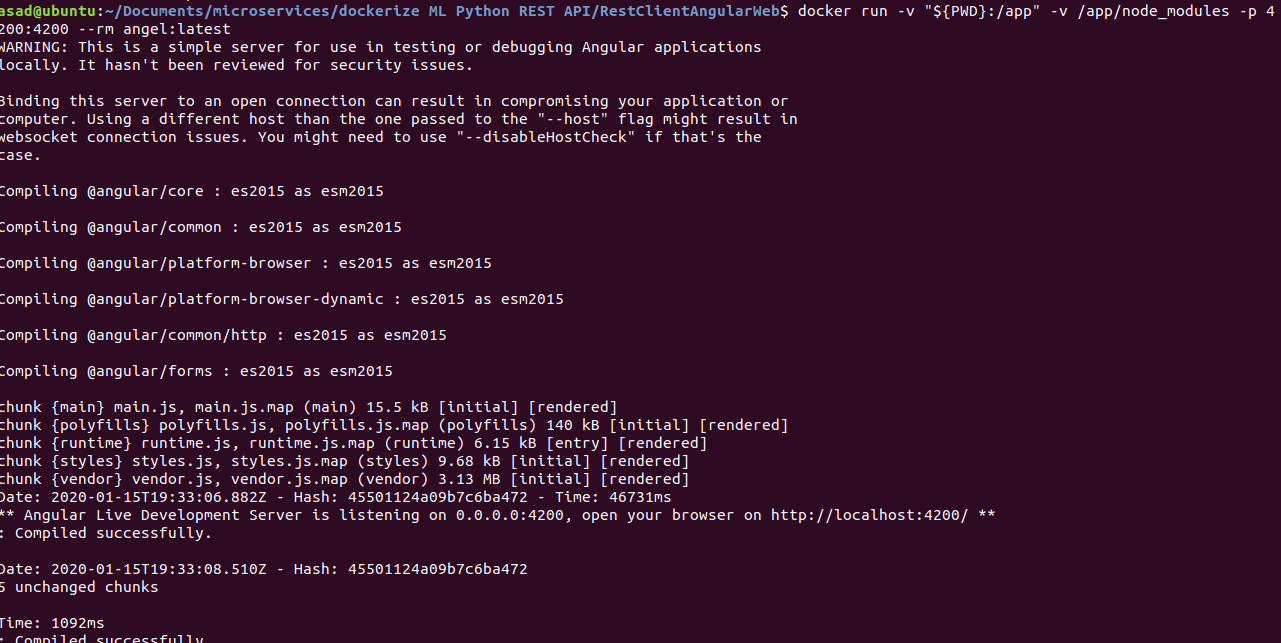 asad@ubuntu:~/Documents/microservices/dockerize ML Python REST API/RestClientAngularWeb$ docker run -v "${PWD}:/app" -v /app/node_modules -p 4
200:4200 --rm angel:latest
WARNING: This is a simple server for use in testing or debugging Angular applications
locally. It hasn't been reviewed for security issues.
Binding this server to an open connection can result in compromising your application or
computer. Using a different host than the one passed to the "--host" flag might result in
websocket connection issues. You might need to use "--disableHostCheck" if that's the
case.
Compiling @angular/core : es2015 as esm2015
Compiling @angular/common : es2015 as esm2015
Compiling @angular/platform-browser : es2015 as esm2015
Compiling @angular/platform-browser-dynamic : es2015 as esm2015
Compiling @angular/common/http : es2015 as esm2015
Compiling @angular/forms : es2015 as esm2015
chunk {main} main.js, main.js.map (main) 15.5 kB [initial] [rendered]
chunk {polyfills} polyfills.js, polyfills.js.map (polyfills) 140 kB [initial] [rendered]
chunk {runtime} runtime.js, runtime.js.map (runtime) 6.15 kB [entry] [rendered]
chunk {styles} styles.js, styles.js.map (styles) 9.68 kB [initial] [rendered]
chunk {vendor} vendor.js, vendor.js.map (vendor) 3.13 MB [initial] [rendered]
Date: 2020-01-15T19:33:06.882Z - Hash: 45501124a09b7c6ba472 - Time: 46731ms
** Angular Live Development Server is listening on 0.0.0.0:4200, open your browser on http://localhost:4200/ **
: Compiled successfully.
Date: 2020-01-15T19:33:08.510Z - Hash: 45501124a09b7c6ba472
5 unchanged chunks
Time: 1092ms
: Compiled successfully.